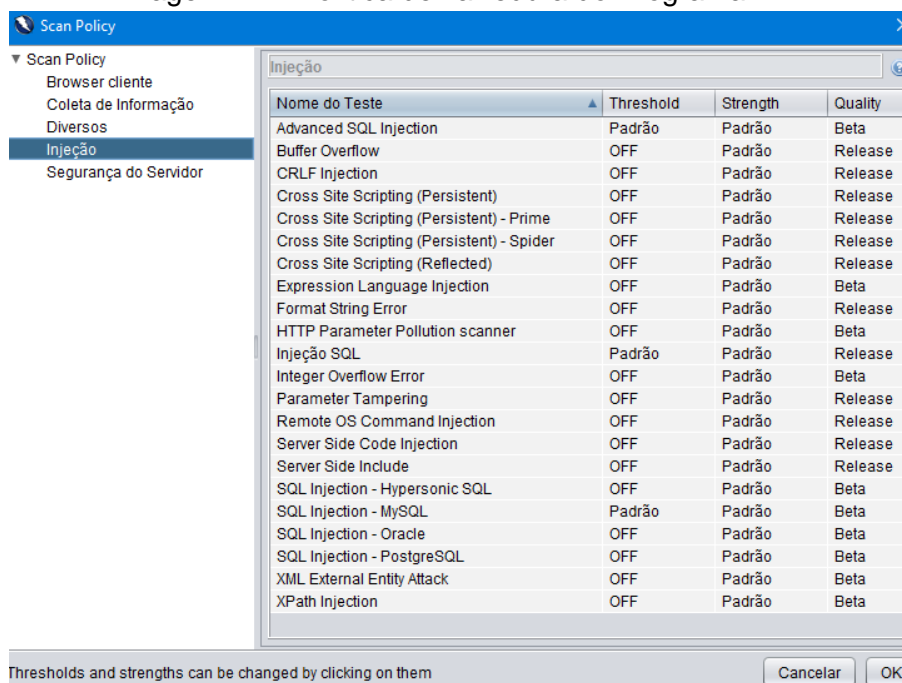 Scan Policy
Scan Policy
Browser cliente
Coleta de Informação
Diversos
Injeção
Segurança do Servidor
Injeção
Nome do Teste Threshold Strength Quality
Advanced SQL Injection Padrão Padrão Beta
Buffer Overflow OFF Padrão Release
CRLF Injection OFF Padrão Release
Cross Site Scripting (Persistent) OFF Padrão Release
Cross Site Scripting (Persistent) - Prime OFF Padrão Release
Cross Site Scripting (Persistent) - Spider OFF Padrão Release
Cross Site Scripting (Reflected) OFF Padrão Release
Expression Language Injection OFF Padrão Beta
Format String Error OFF Padrão Release
HTTP Parameter Pollution scanner OFF Padrão Beta
Injeção SQL Padrão Padrão Release
Integer Overflow Error OFF Padrão Beta
Parameter Tampering OFF Padrão Release
Remote OS Command Injection OFF Padrão Release
Server Side Code Injection OFF Padrão Release
Server Side Include OFF Padrão Release
SQL Injection - Hypersonic SQL OFF Padrão Beta
SQL Injection - MySQL Padrão Padrão Beta
SQL Injection - Oracle OFF Padrão Beta
SQL Injection - PostgreSQL OFF Padrão Beta
XML External Entity Attack OFF Padrão Beta
XPath Injection OFF Padrão Beta
Thresholds and strengths can be changed by clicking on them
Cancelar OK